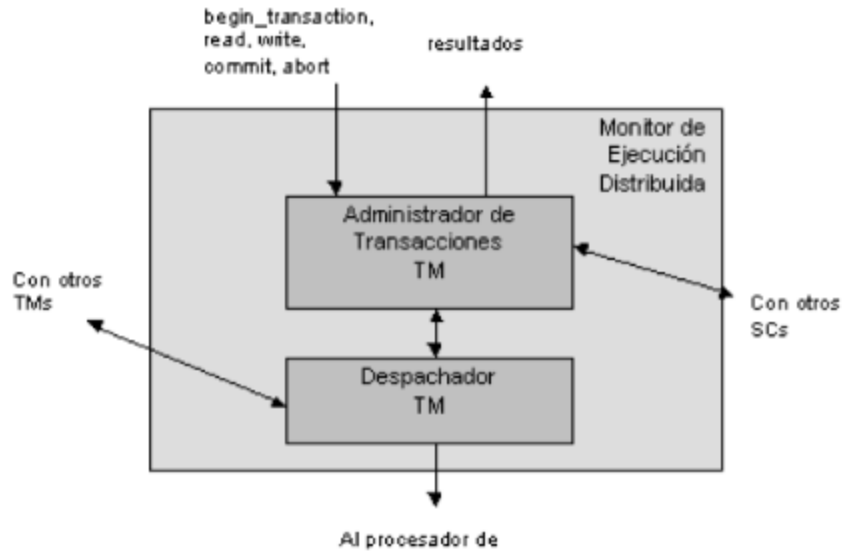 begin_transaction,
read, write,
commit, abort
resultados
Monitor de
Ejecución
Distribuida
Administrador de
Transacciones
TM
Con otros
TMs
Con otros
SCs
Despachador
TM
Al procesador de